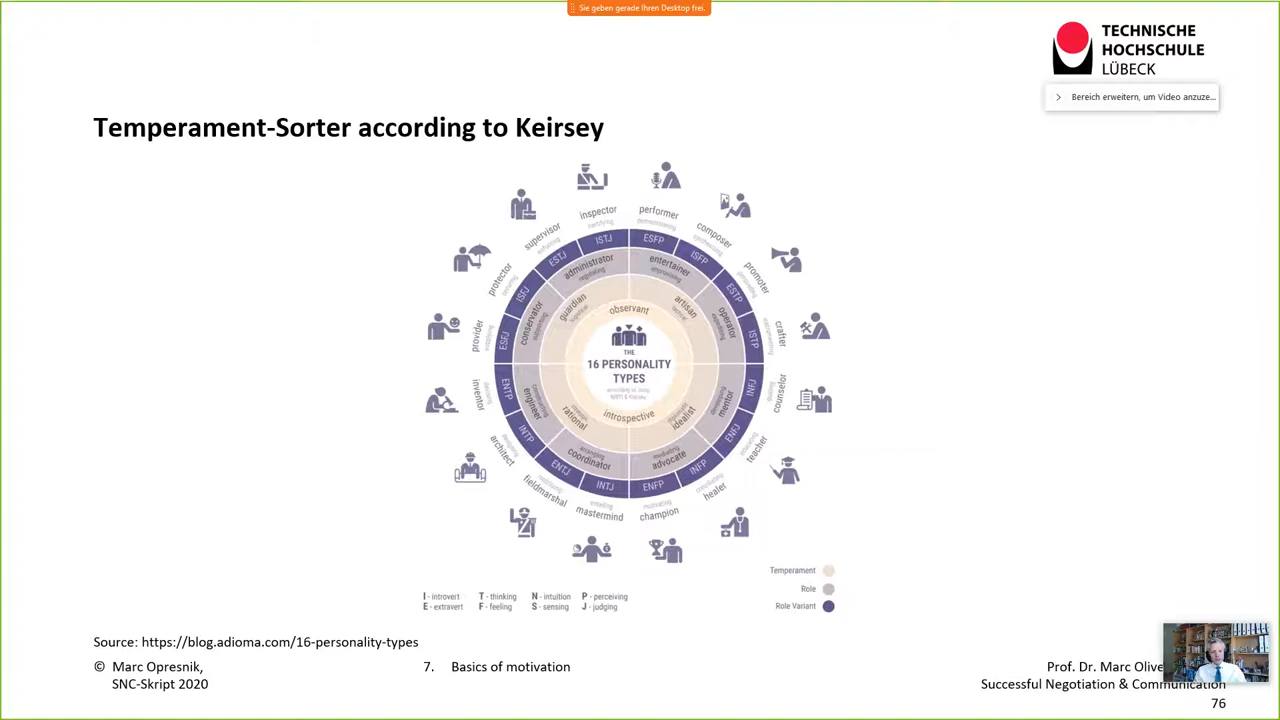 Sie geben gerade Ihren Desktop frei.
TECHNISCHE
HOCHSCHULE
LÜBECK
Bereich erweitern, um Video anzuze...
Temperament-Sorter according to Keirsey
inspector
performer
supervisor
composer
protector
promoter
provider
crafter
inventor
counselor
architect
teacher
fieldmarshal
healer
mastermind
champion
ISTJ
ESFP
ESTJ
ISFP
ISFJ
ESTP
ESFJ
ISTP
ENTP
INFJ
INTP
ENFJ
ENTJ
INFP
INTJ
ENFP
administrator
entertainer
conservator
operator
engineer
mentor
coordinator
advocate
guardian
artisan
rational
idealist
observant
THE
16 PERSONALITY
TYPES
introspective
Temperament
Role
Role Variant
I - introvert T - thinking N - intuition P - perceiving
E - extravert F - feeling S - sensing J - judging
Source: https://blog.adioma.com/16-personality-types
© Marc Opresnik,
SNC-Skript 2020
7. Basics of motivation
Prof. Dr. Marc
Successful Negotiation & Communication
76